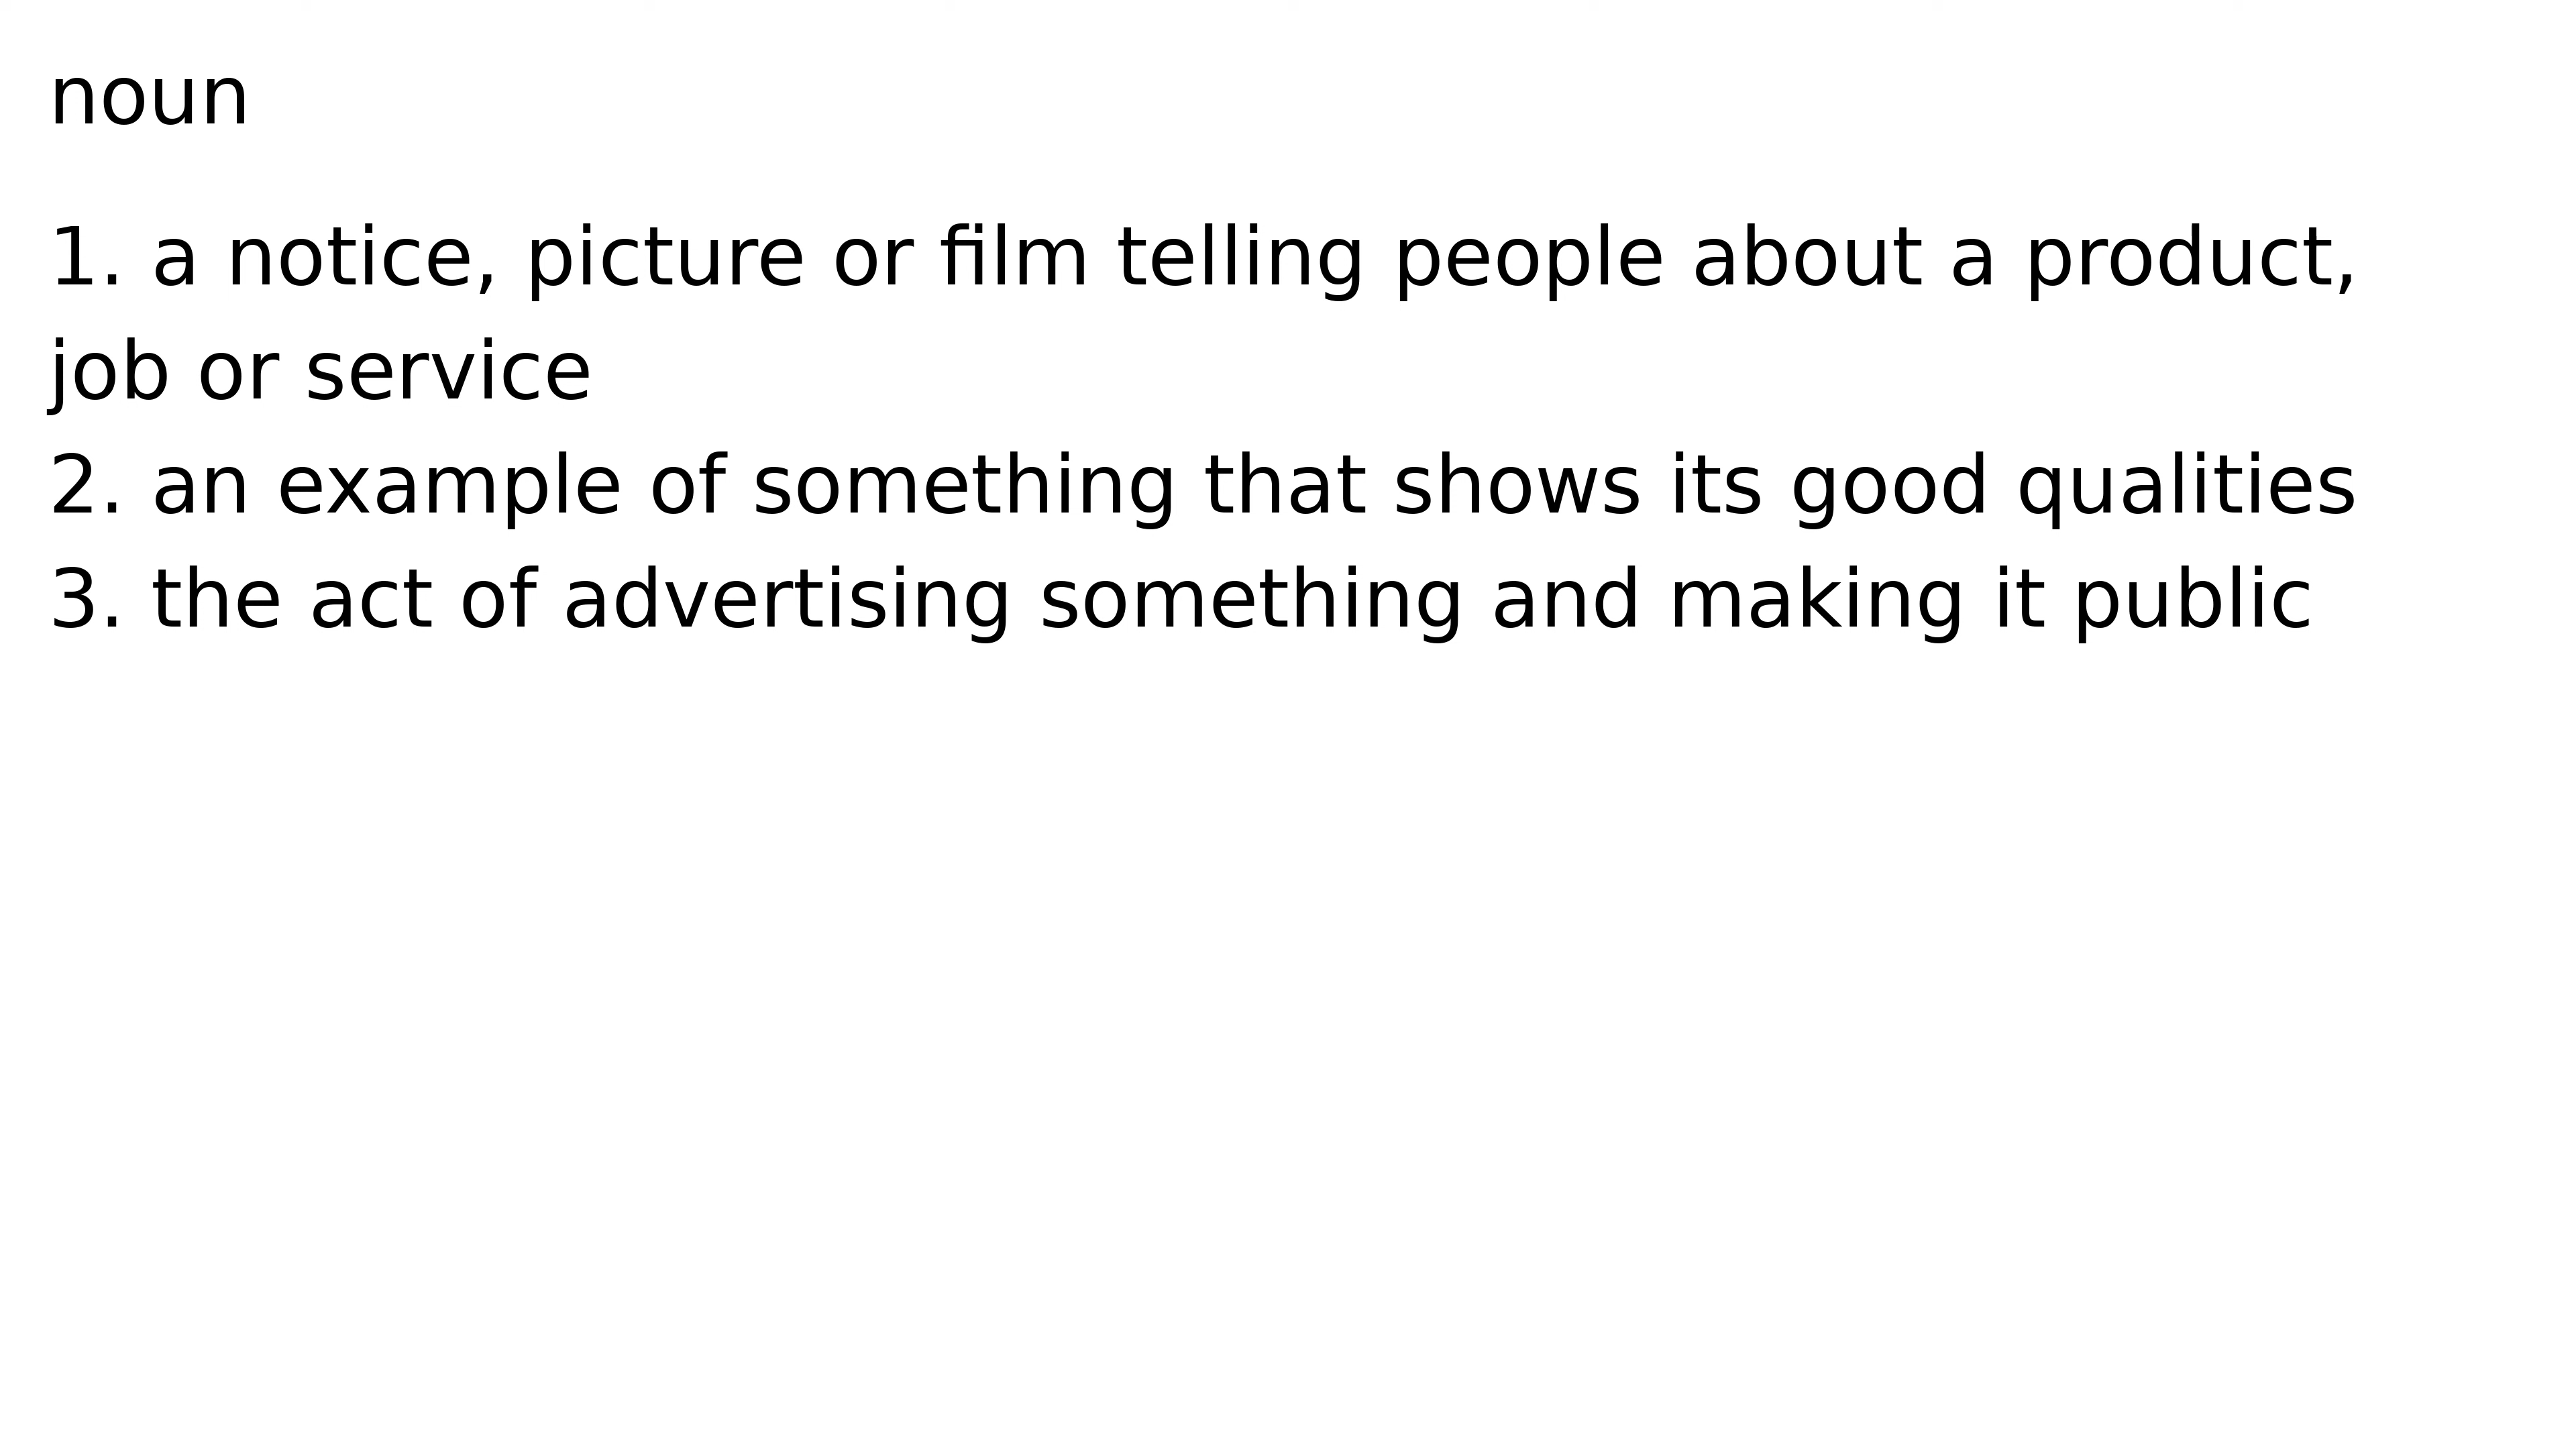 noun
1. a notice, picture or film telling people about a product,
job or service
2. an example of something that shows its good qualities
3. the act of advertising something and making it public